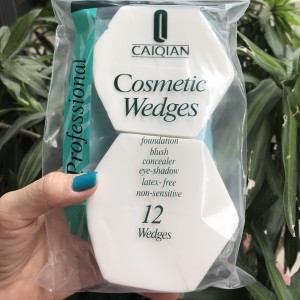 CAIQIAN
Professional
Cosmetic
Wedges
foundation
blush
concealer
eye-shadow
latex-free
non-sensitive
12
Wedges